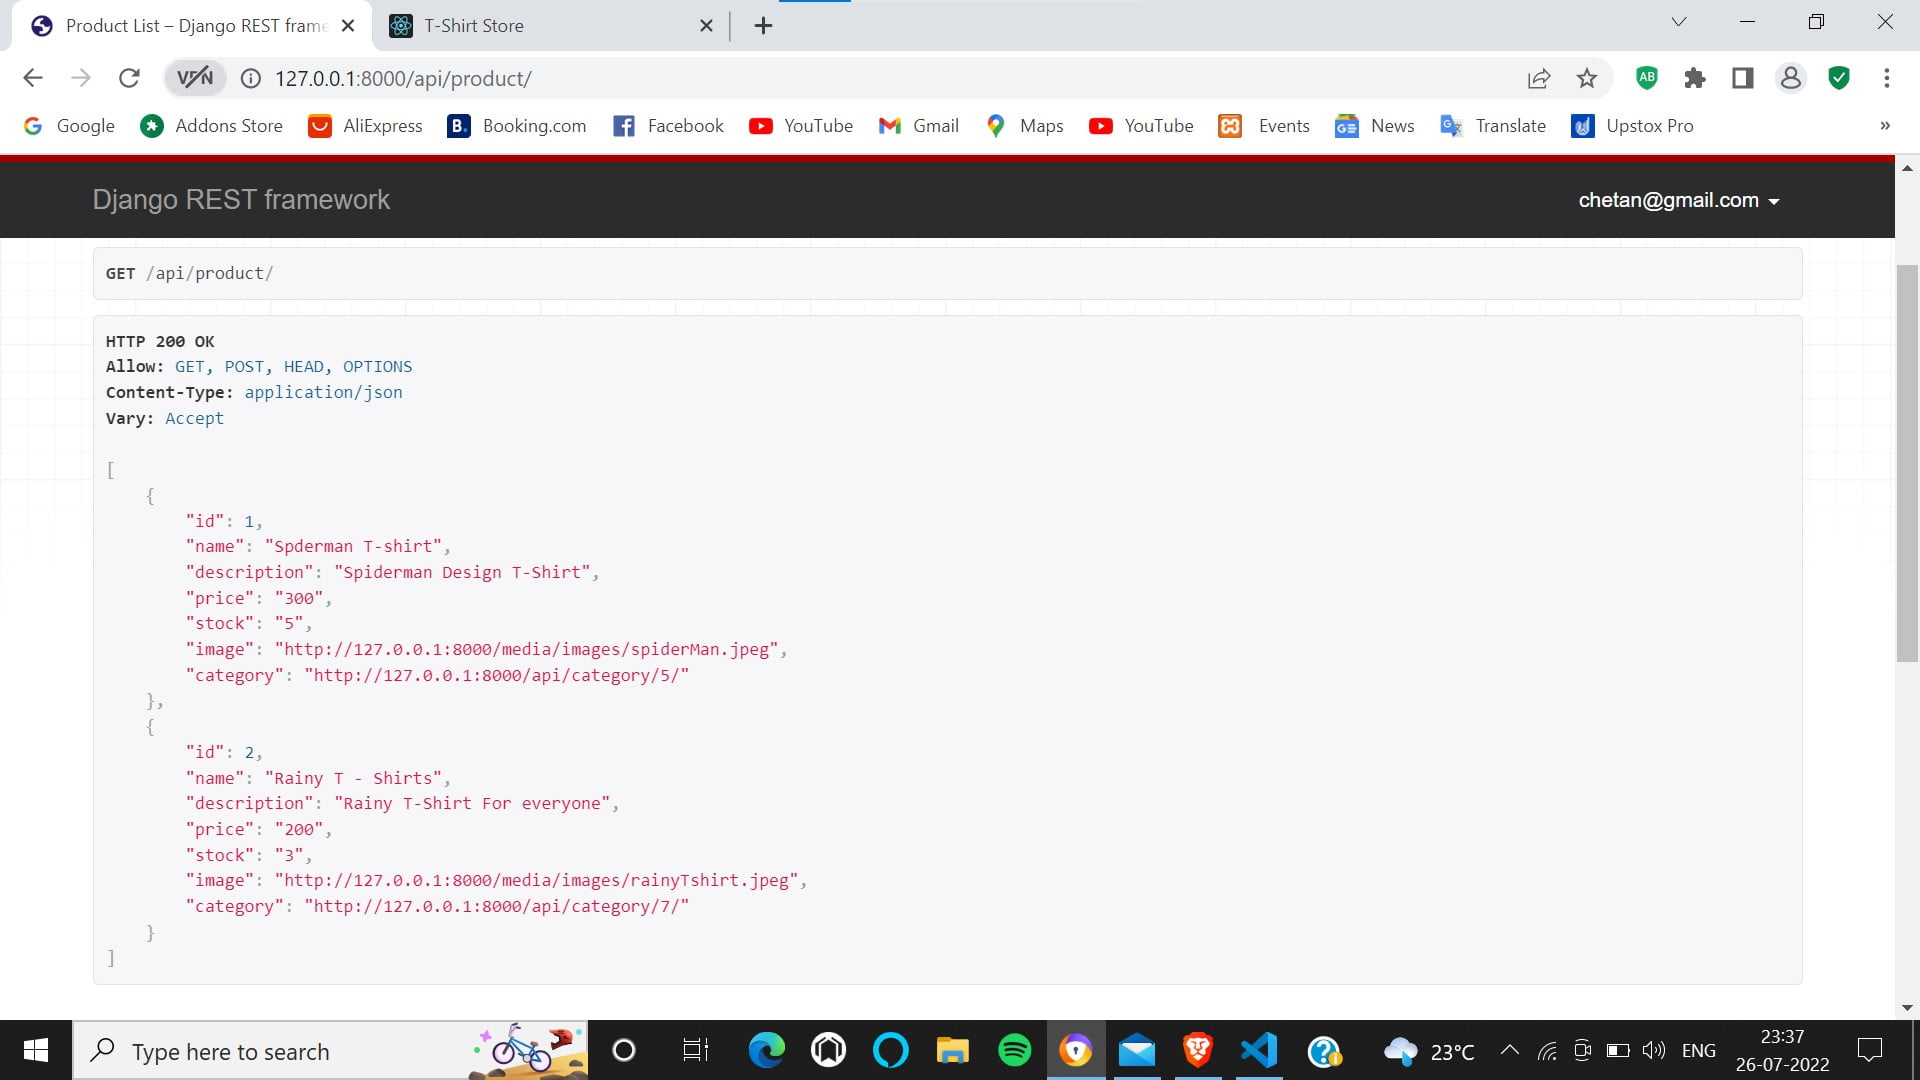 Product List – Django REST frame
T-Shirt Store
VPN
127.0.0.1:8000/api/product/
AB
Google
Addons Store
AliExpress
B.
Booking.com
Facebook
YouTube
Gmail
Maps
YouTube
Events
News
Translate
Upstox Pro
»
Django REST framework
chetan@gmail.com
GET /api/product/
HTTP 200 OK
Allow: GET, POST, HEAD, OPTIONS
Content-Type: application/json
Vary: Accept
[
{
"id": 1,
"name": "Spderman T-shirt",
"description": "Spiderman Design T-Shirt",
"price": "300",
"stock": "5",
"image": "http://127.0.0.1:8000/media/images/spiderMan.jpeg",
"category": "http://127.0.0.1:8000/api/category/5/"
},
{
"id": 2,
"name": "Rainy T - Shirts",
"description": "Rainy T-Shirt For everyone",
"price": "200",
"stock": "3",
"image": "http://127.0.0.1:8000/media/images/rainyTshirt.jpeg",
"category": "http://127.0.0.1:8000/api/category/7/"
}
]
Type here to search
23°C
ENG
23:37
26-07-2022